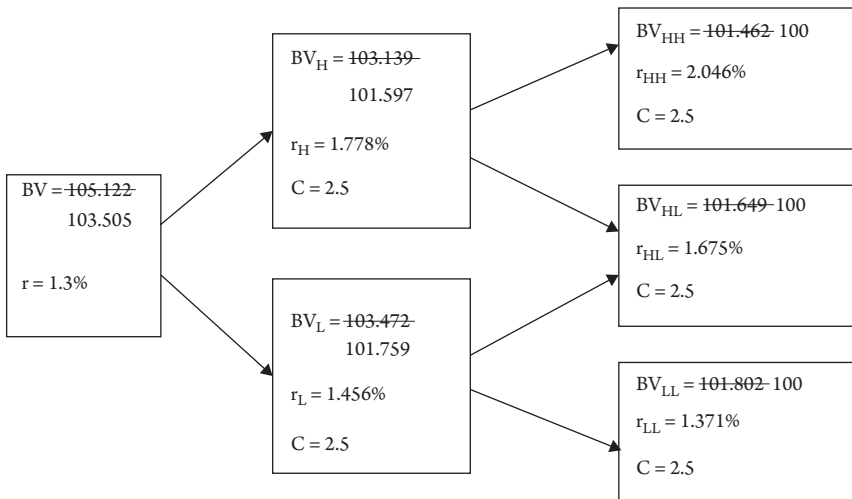 BV = 105.122
103.505
r = 1.3%
BV_H = 103.139
101.597
r_H = 1.778%
C = 2.5
BV_L = 103.472
101.759
r_L = 1.456%
C = 2.5
BV_HH = 101.462 100
r_HH = 2.046%
C = 2.5
BV_HL = 101.649 100
r_HL = 1.675%
C = 2.5
BV_LL = 101.802 100
r_LL = 1.371%
C = 2.5